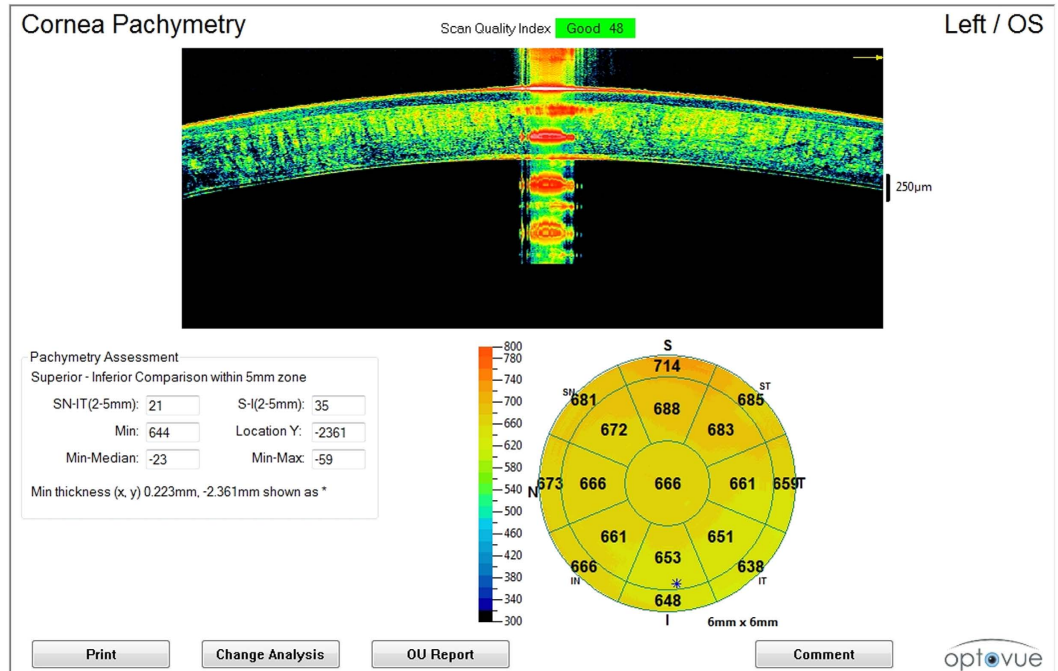 Cornea Pachymetry
Scan Quality Index Good 48
Left / OS
250µm
Pachymetry Assessment
Superior - Inferior Comparison within 5mm zone
SN-IT(2-5mm): 21 S-I(2-5mm): 35
Min: 644 Location Y: -2361
Min-Median: -23 Min-Max: -59
Min thickness (x, y) 0.223mm, -2.361mm shown as *
800
780
740
700
660
620
580
540
500
460
420
380
340
300
S
714
SN ST
681 685
688
672 683
N 673 666 666 661 659 T
661 651
653
666 638
IN IT
*
648
I
6mm x 6mm
Print Change Analysis OU Report Comment
optovue